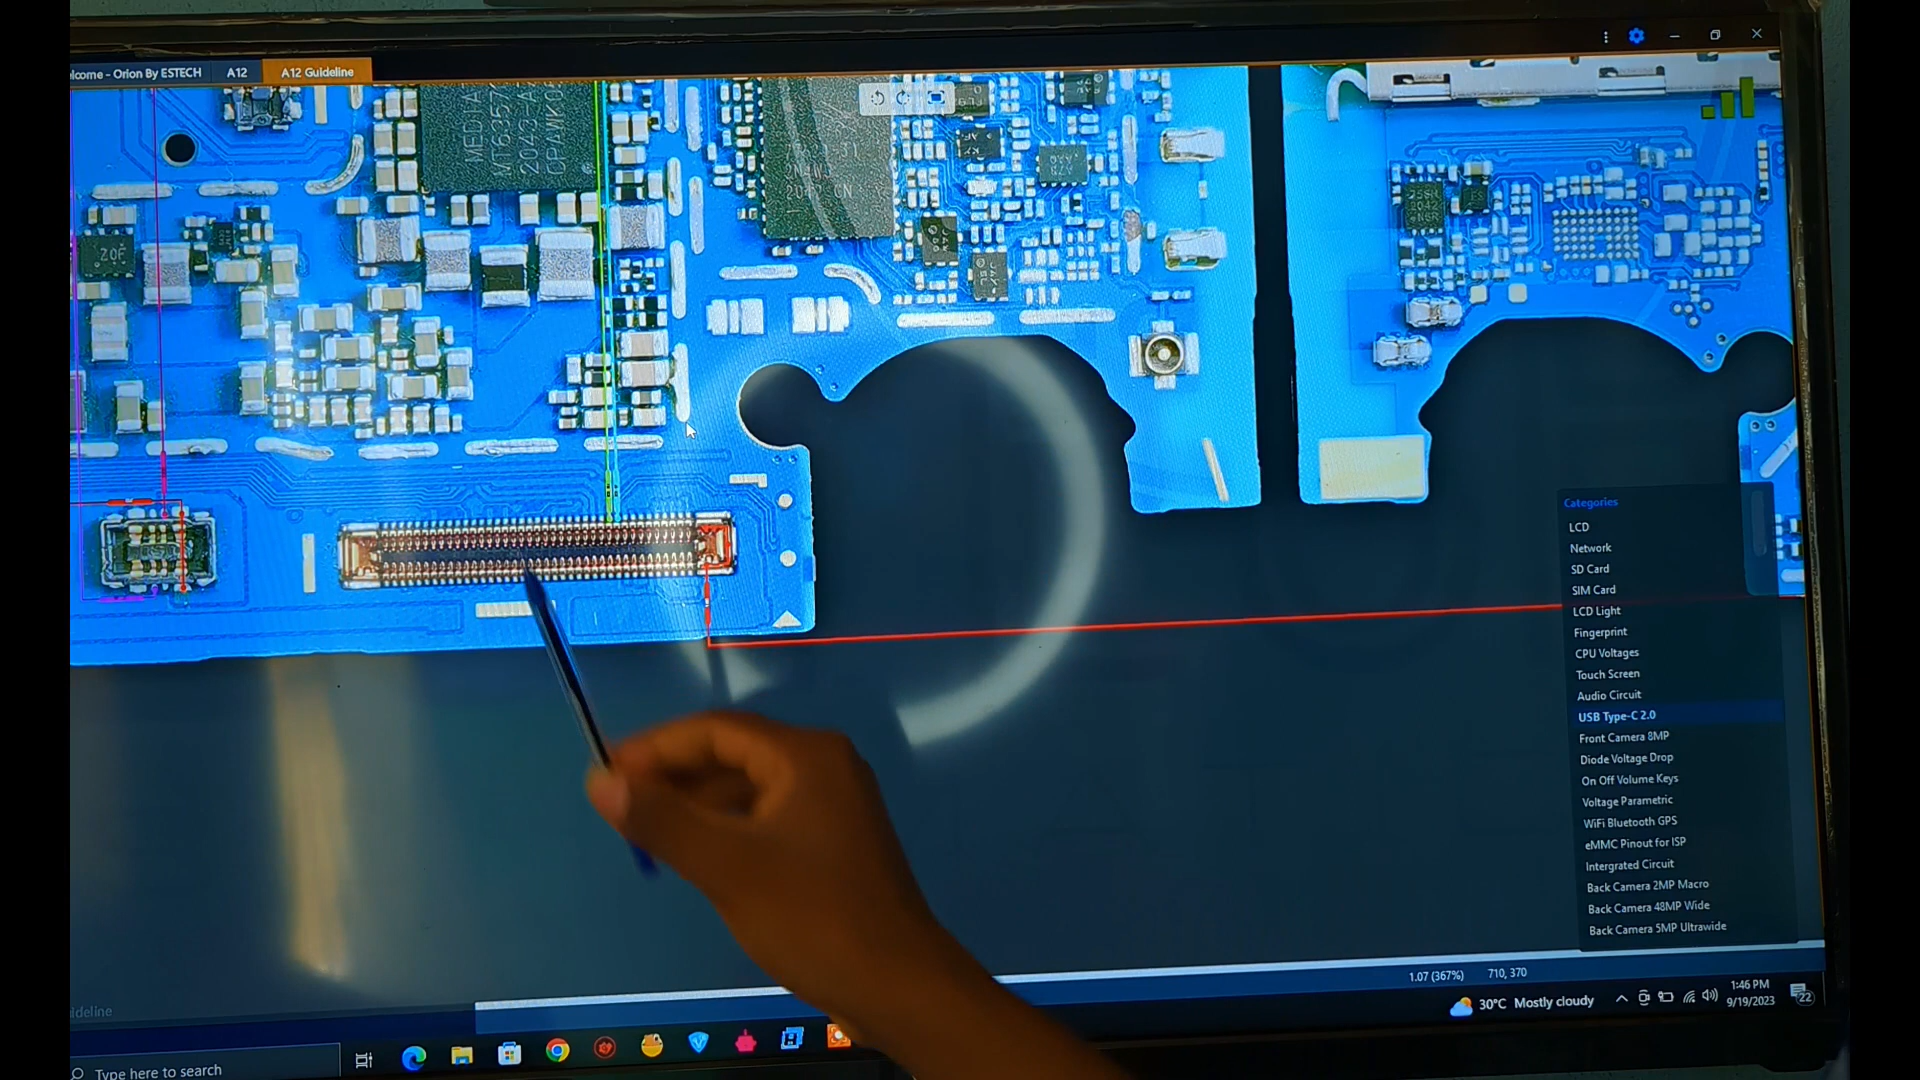 lcome - Orion By ESTECH
A12
A12 Guideline
MT6357
2043-A
ZOF
Categories
LCD
Network
SD Card
SIM Card
LCD Light
Fingerprint
CPU Voltages
Touch Screen
Audio Circuit
USB Type-C 2.0
Front Camera 8MP
Diode Voltage Drop
On Off Volume Keys
Voltage Parametric
WiFi Bluetooth GPS
eMMC Pinout for ISP
Intergrated Circuit
Back Camera 2MP Macro
Back Camera 48MP Wide
Back Camera 5MP Ultrawide
1.07 (367%)
710, 370
ideline
30°C Mostly cloudy
1:46 PM
9/19/2023
22
Type here to search